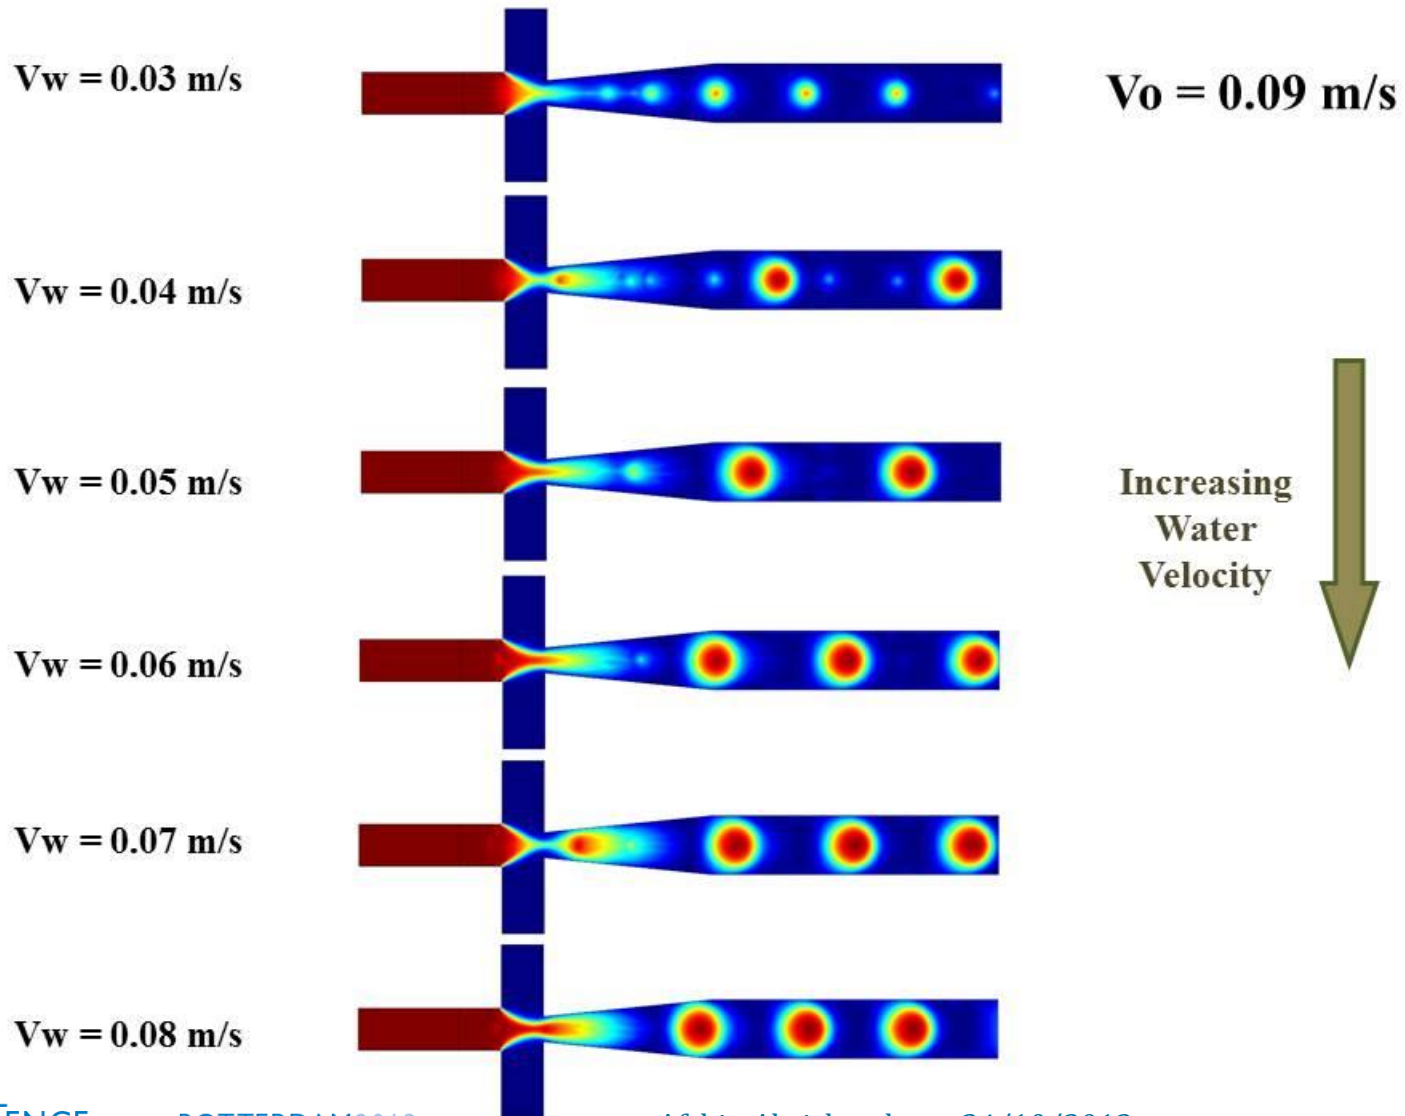 Vw = 0.03 m/s
Vo = 0.09 m/s
Vw = 0.04 m/s
Vw = 0.05 m/s
Increasing
Water
Velocity
Vw = 0.06 m/s
Vw = 0.07 m/s
Vw = 0.08 m/s